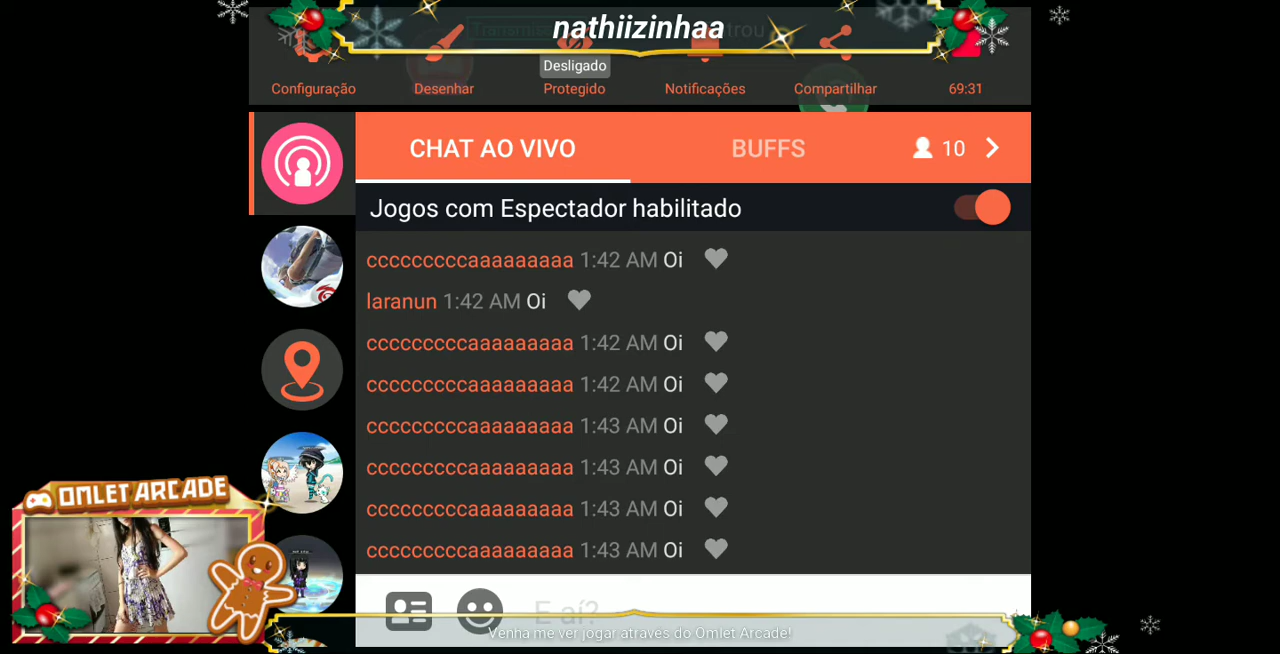 nathiizinhaa
Desligado
Configuração
Desenhar
Protegido
Notificações
Compartilhar
69:31
CHAT AO VIVO
BUFFS
10
Jogos com Espectador habilitado
cccccccccaaaaaaaaa 1:42 AM Oi
laranun 1:42 AM Oi
cccccccccaaaaaaaaa 1:42 AM Oi
cccccccccaaaaaaaaa 1:42 AM Oi
cccccccccaaaaaaaaa 1:43 AM Oi
cccccccccaaaaaaaaa 1:43 AM Oi
cccccccccaaaaaaaaa 1:43 AM Oi
cccccccccaaaaaaaaa 1:43 AM Oi
OMLET ARCADE
E aí?
Venha me ver jogar através do Omlet Arcade!